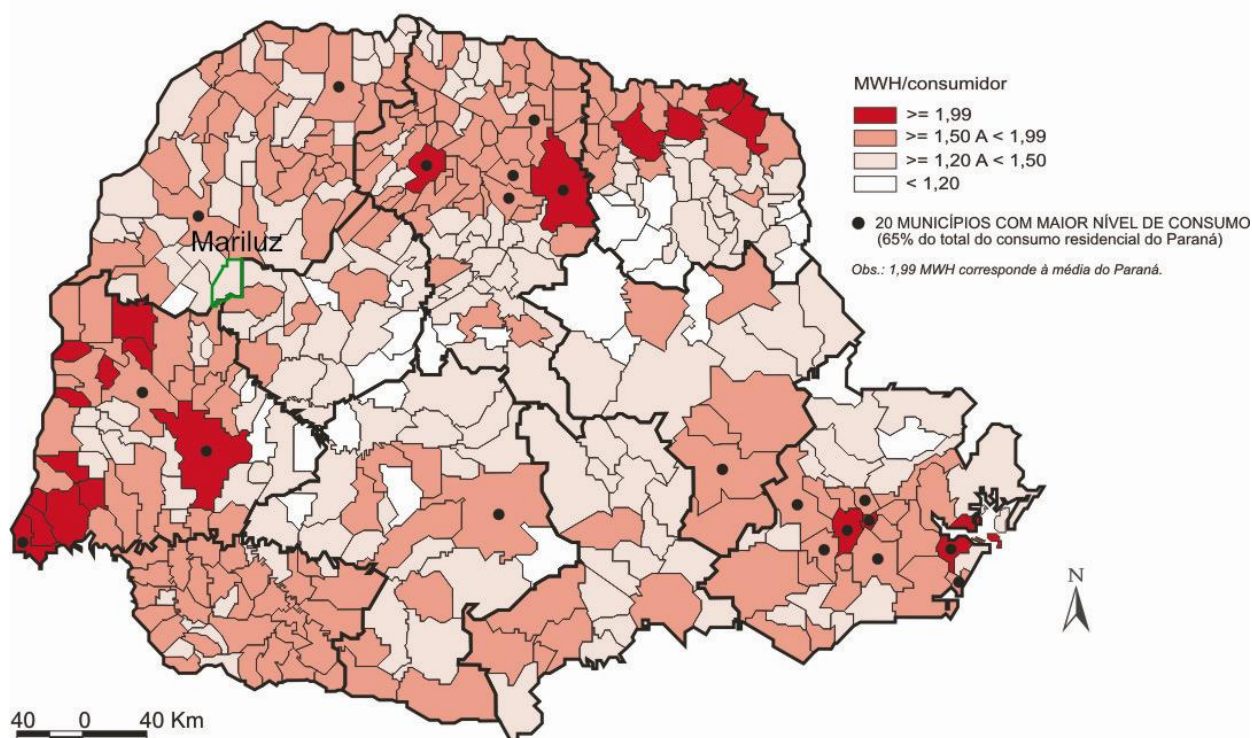 MWH/consumidor
>= 1,99
>= 1,50 A < 1,99
>= 1,20 A < 1,50
< 1,20
20 MUNICÍPIOS COM MAIOR NÍVEL DE CONSUMO
(65% do total do consumo residencial do Paraná)
Obs.: 1,99 MWH corresponde à média do Paraná.
Mariluz
N
40 0 40 Km